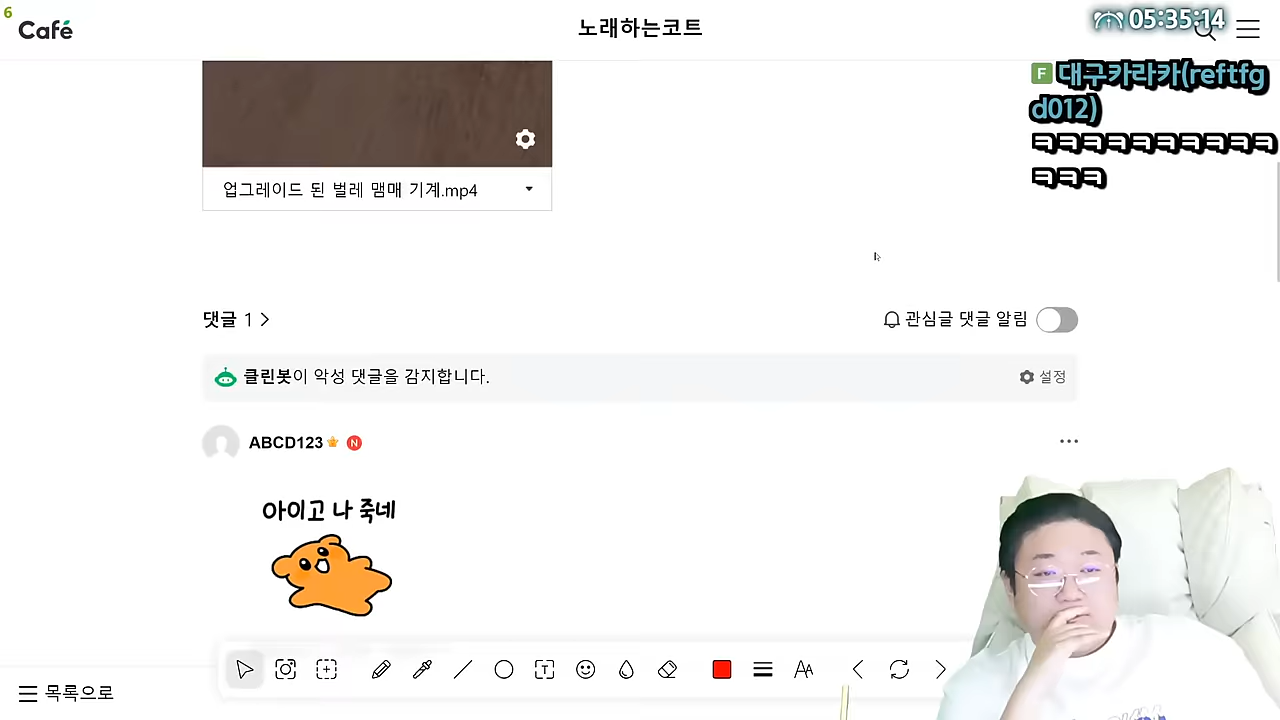 6
Café
노래하는코트
05:35:14
F 대구카라카(reftfg
d012)
ㅋㅋㅋㅋㅋㅋㅋㅋㅋㅋ
ㅋㅋㅋ
업그레이드 된 벌레 맴매 기계.mp4
댓글 1
관심글 댓글 알림
클린봇이 악성 댓글을 감지합니다.
설정
ABCD123 N
아이고 나 죽네
목록으로